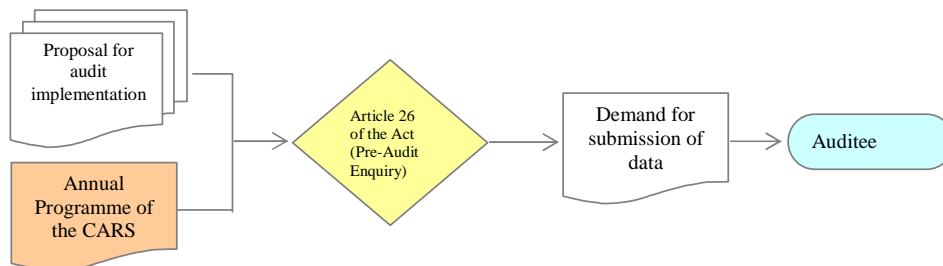 Proposal for
audit
implementation
Annual
Programme of
the CARS
Article 26
of the Act
(Pre-Audit
Enquiry)
Demand for
submission of
data
Auditee